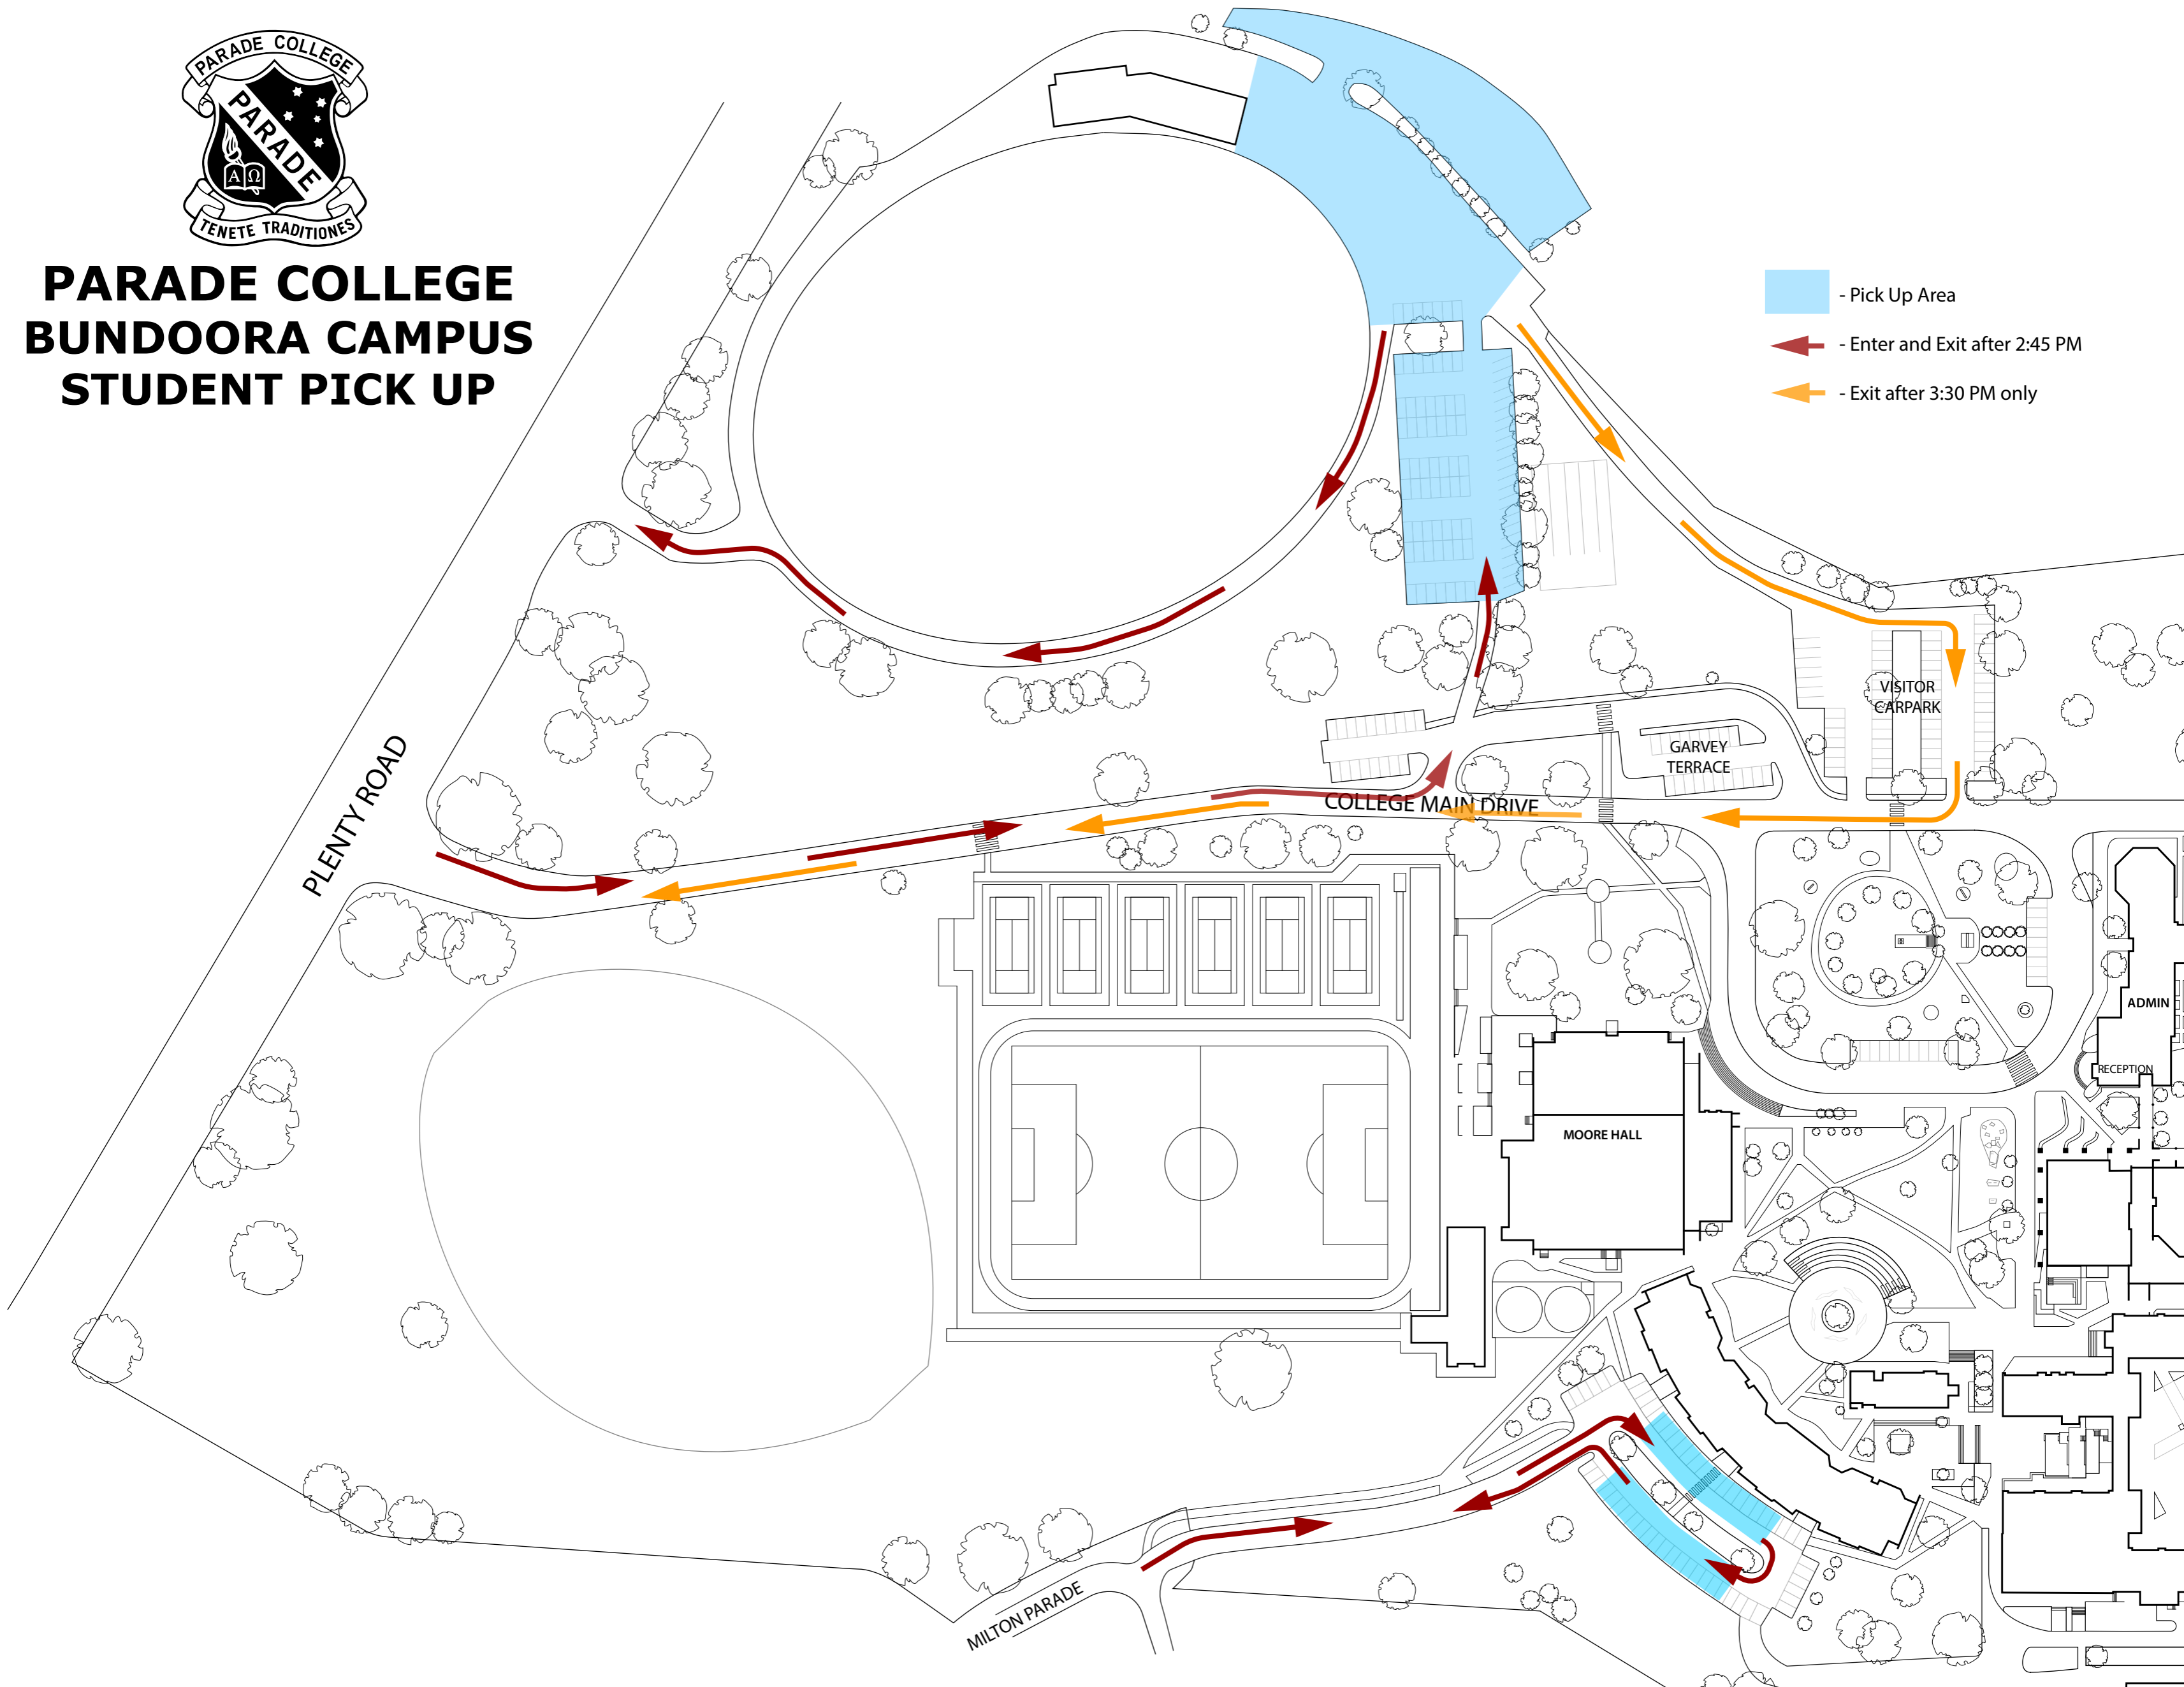 PARADE COLLEGE
PARADE
Α Ω
TENETE TRADITIONES
PARADE COLLEGE
BUNDOORA CAMPUS
STUDENT PICK UP
- Pick Up Area
- Enter and Exit after 2:45 PM
- Exit after 3:30 PM only
VISITOR
CARPARK
GARVEY
TERRACE
COLLEGE MAIN DRIVE
PLENTY ROAD
ADMIN
RECEPTION
MOORE HALL
MILTON PARADE